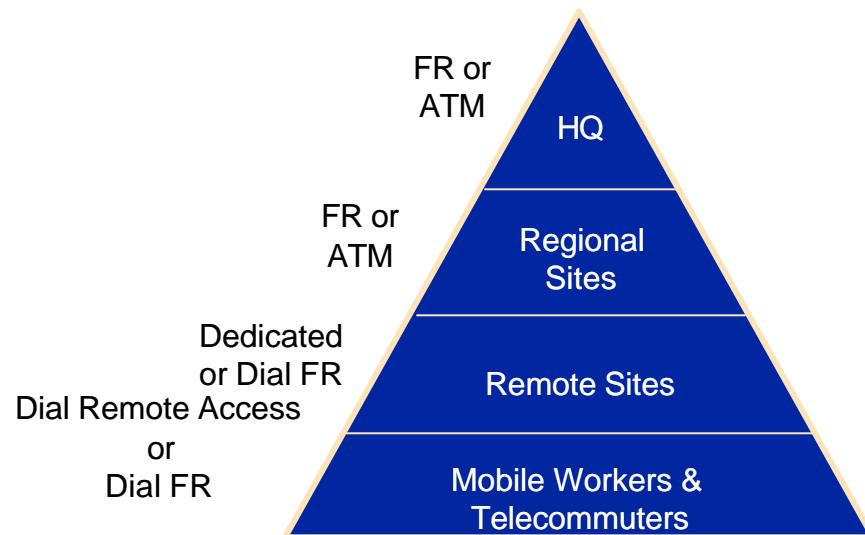 FR or
ATM
HQ
FR or
ATM
Regional
Sites
Dedicated
or Dial FR
Remote Sites
Dial Remote Access
or
Dial FR
Mobile Workers &
Telecommuters